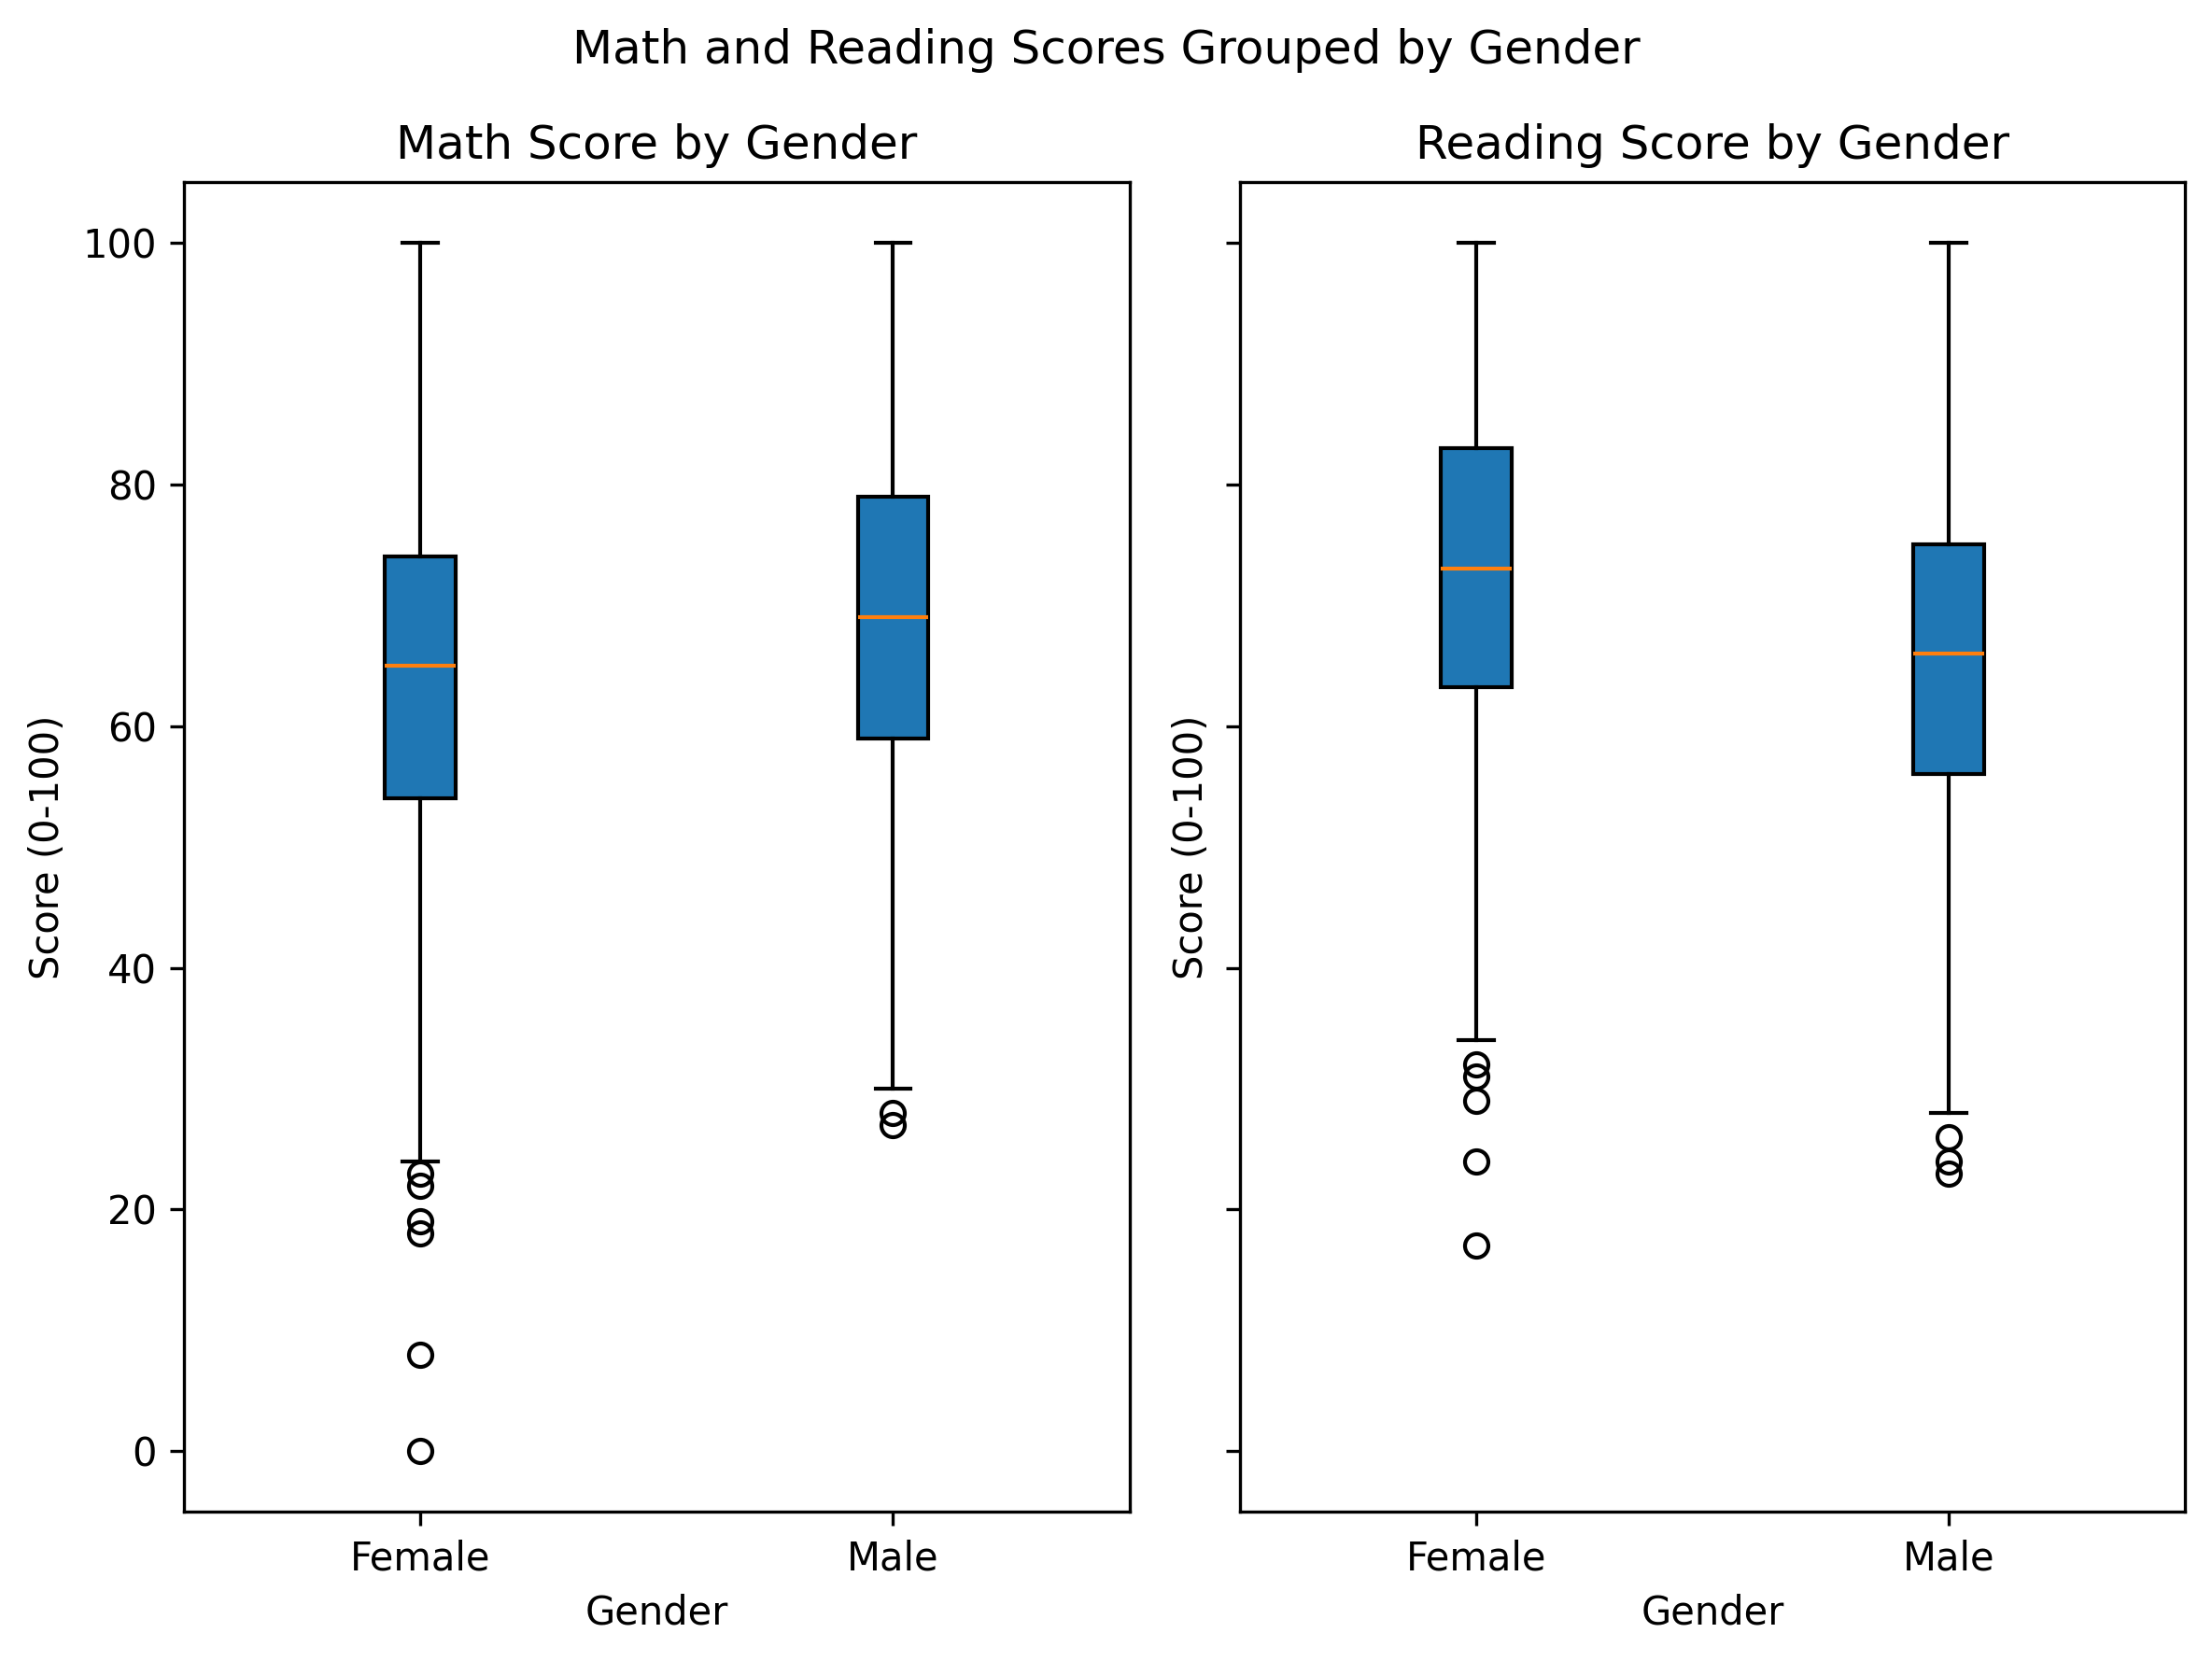 Math and Reading Scores Grouped by Gender
Math Score by Gender
Score (0-100)
100
80
60
40
20
0
Female
Male
Gender
Reading Score by Gender
Score (0-100)
Female
Male
Gender